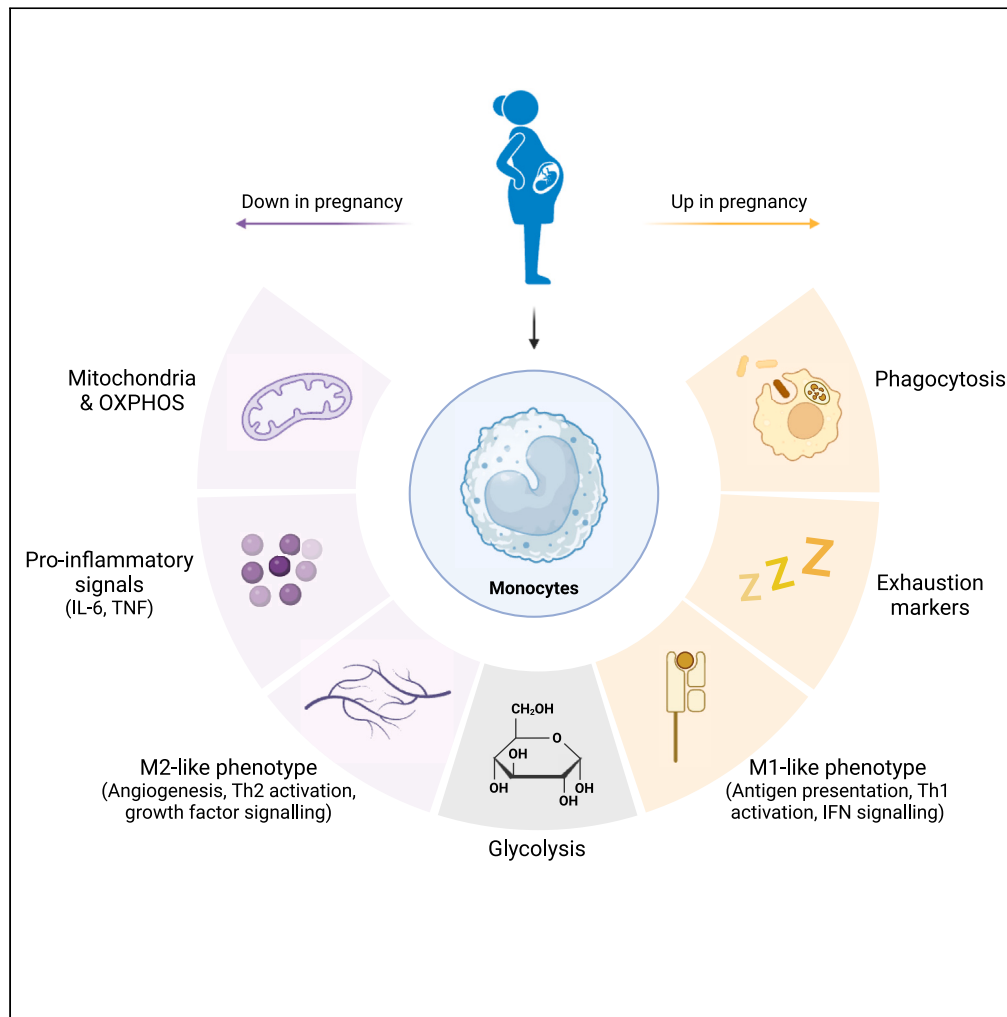 Down in pregnancy
Up in pregnancy
Mitochondria
& OXPHOS
Phagocytosis
Monocytes
Pro-inflammatory
signals
(IL-6, TNF)
Z Z Z
Exhaustion
markers
CH₂OH
O
OH
OH
OH
OH
M2-like phenotype
(Angiogenesis, Th2 activation,
growth factor signalling)
M1-like phenotype
(Antigen presentation, Th1
activation, IFN signalling)
Glycolysis